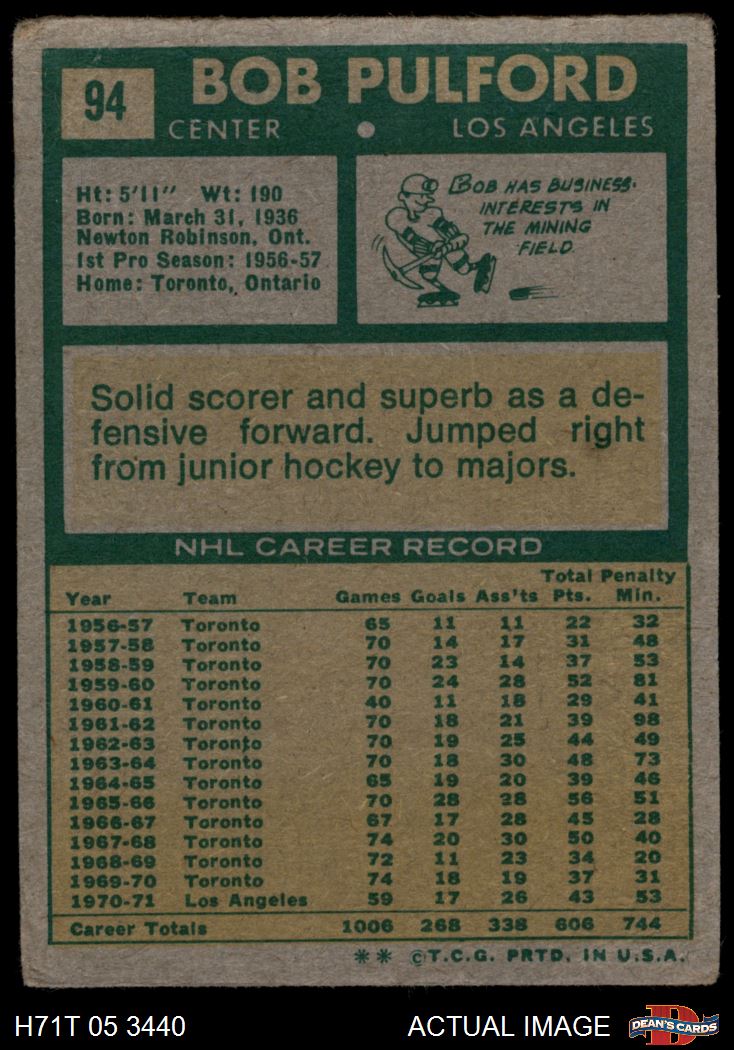 94
BOB PULFORD
CENTER • LOS ANGELES
Ht: 5'11" Wt: 190
Born: March 31, 1936
Newton Robinson, Ont.
1st Pro Season: 1956-57
Home: Toronto, Ontario
BOB HAS BUSINESS
INTERESTS IN
THE MINING
FIELD
Solid scorer and superb as a de-
fensive forward. Jumped right
from junior hockey to majors.
NHL CAREER RECORD
Total Penalty
Year Team Games Goals Ass'ts Pts. Min.
1956-57 Toronto 65 11 11 22 32
1957-58 Toronto 70 14 17 31 48
1958-59 Toronto 70 23 14 37 53
1959-60 Toronto 70 24 28 52 81
1960-61 Toronto 40 11 18 29 41
1961-62 Toronto 70 18 21 39 98
1962-63 Toronto 70 19 25 44 49
1963-64 Toronto 70 18 30 48 73
1964-65 Toronto 65 19 20 39 46
1965-66 Toronto 70 28 28 56 51
1966-67 Toronto 67 17 28 45 28
1967-68 Toronto 74 20 30 50 40
1968-69 Toronto 72 11 23 34 20
1969-70 Toronto 74 18 19 37 31
1970-71 Los Angeles 59 17 26 43 53
Career Totals 1006 268 338 606 744
** ©T.C.G. PRTD. IN U.S.A.
H71T 05 3440 ACTUAL IMAGE
DEAN'S CARDS